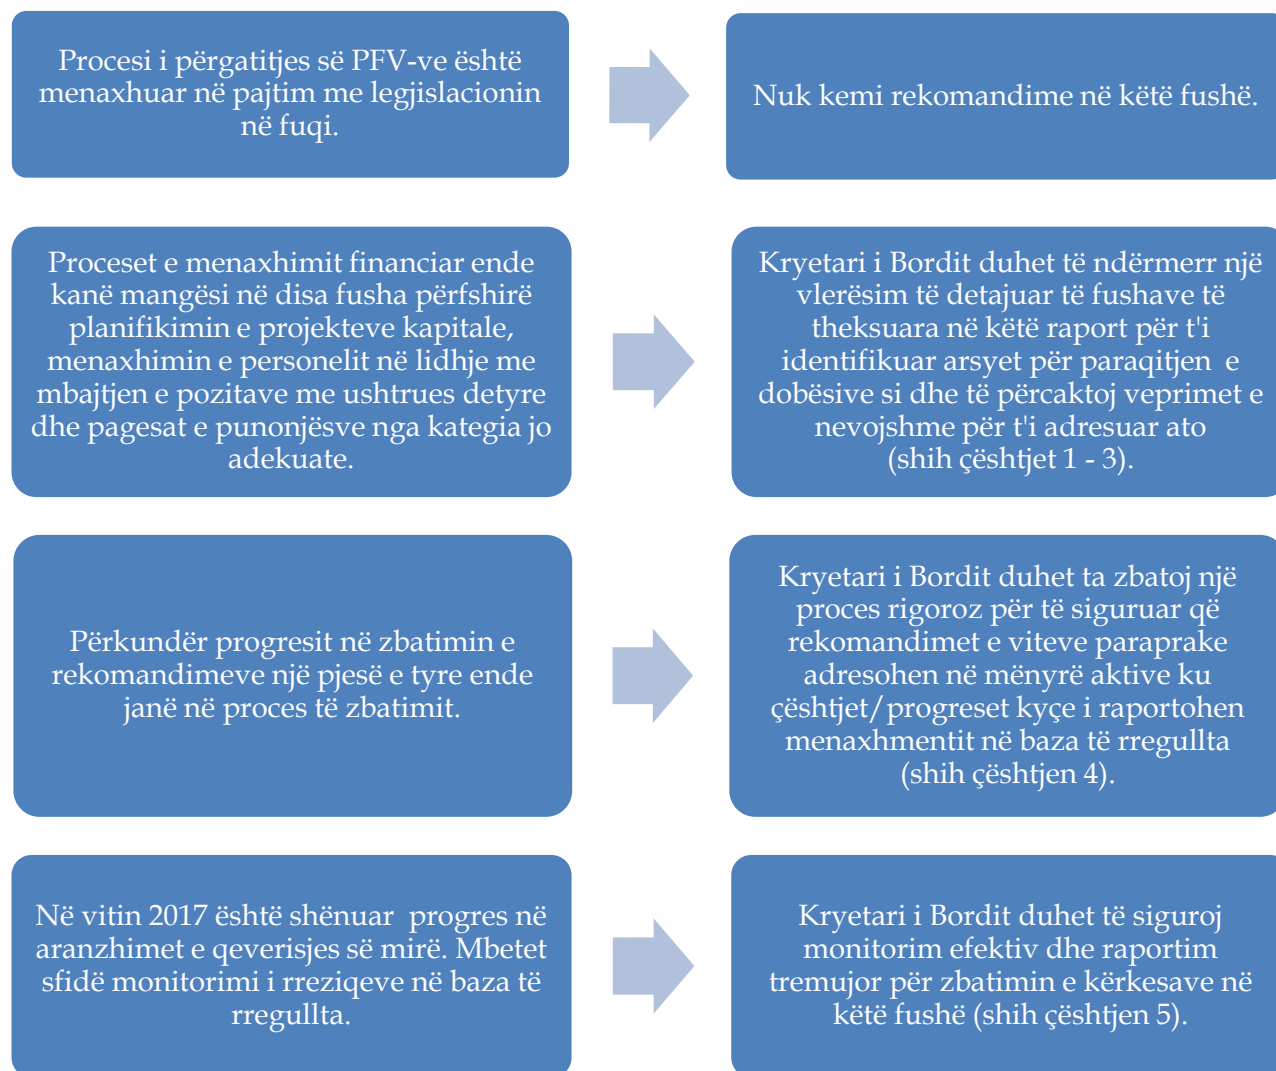 Procesi i përgatitjes së PFV-ve është
menaxhuar në pajtim me legjislacionin
në fuqi.
Nuk kemi rekomandime në këtë fushë.
Proceset e menaxhimit financiar ende
kanë mangësi në disa fusha përfshirë
planifikimin e projekteve kapitale,
menaxhimin e personelit në lidhje me
mbajtjen e pozitave me ushtrues detyre
dhe pagesat e punonjësve nga kategia jo
adekuate.
Kryetari i Bordit duhet të ndërmerr një
vlerësim të detajuar të fushave të
theksuara në këtë raport për t'i
identifikuar arsyet për paraqitjen  e
dobësive si dhe të përcaktoj veprimet e
nevojshme për t'i adresuar ato
(shih çështjet 1 - 3).
Përkundër progresit në zbatimin e
rekomandimeve një pjesë e tyre ende
janë në proces të zbatimit.
Kryetari i Bordit duhet ta zbatoj një
proces rigoroz për të siguruar që
rekomandimet e viteve paraprake
adresohen në mënyrë aktive ku
çështjet/progreset kyçe i raportohen
menaxhmentit në baza të rregullta
(shih çështjen 4).
Në vitin 2017 është shënuar  progres në
aranzhimet e qeverisjes së mirë. Mbetet
sfidë monitorimi i rreziqeve në baza të
rregullta.
Kryetari i Bordit duhet të siguroj
monitorim efektiv dhe raportim
tremujor për zbatimin e kërkesave në
këtë fushë (shih çështjen 5).